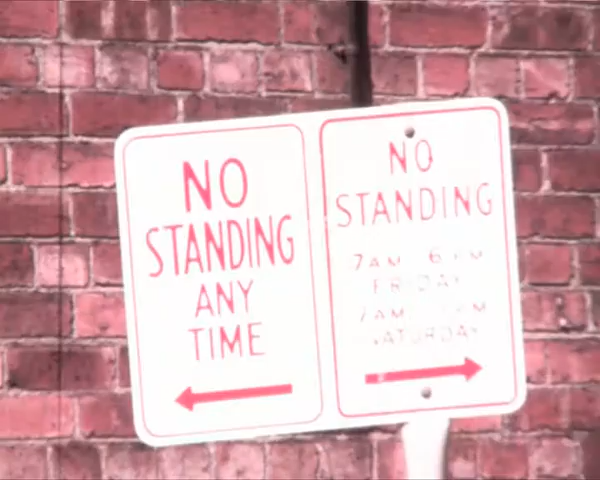 NO
STANDING
ANY
TIME
NO
STANDING
7AM 6PM
FRIDAY
7AM
SATURDAY